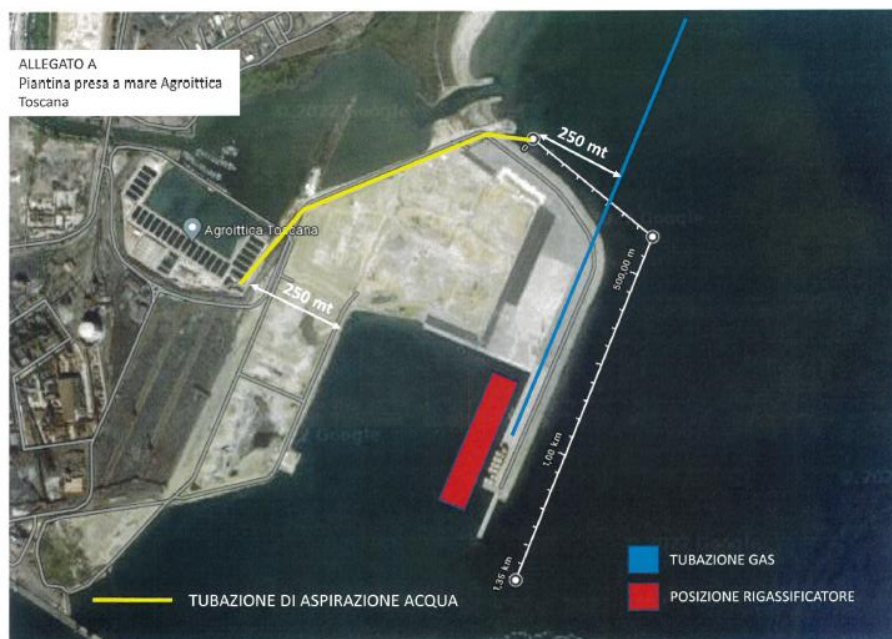 ALLEGATO A
Piantina presa a mare Agroittica
Toscana
250 mt
0
Agroittica Toscana
250 mt
500,00 m
1,00 km
1,35 km
TUBAZIONE GAS
POSIZIONE RIGASSIFICATORE
TUBAZIONE DI ASPIRAZIONE ACQUA
Google